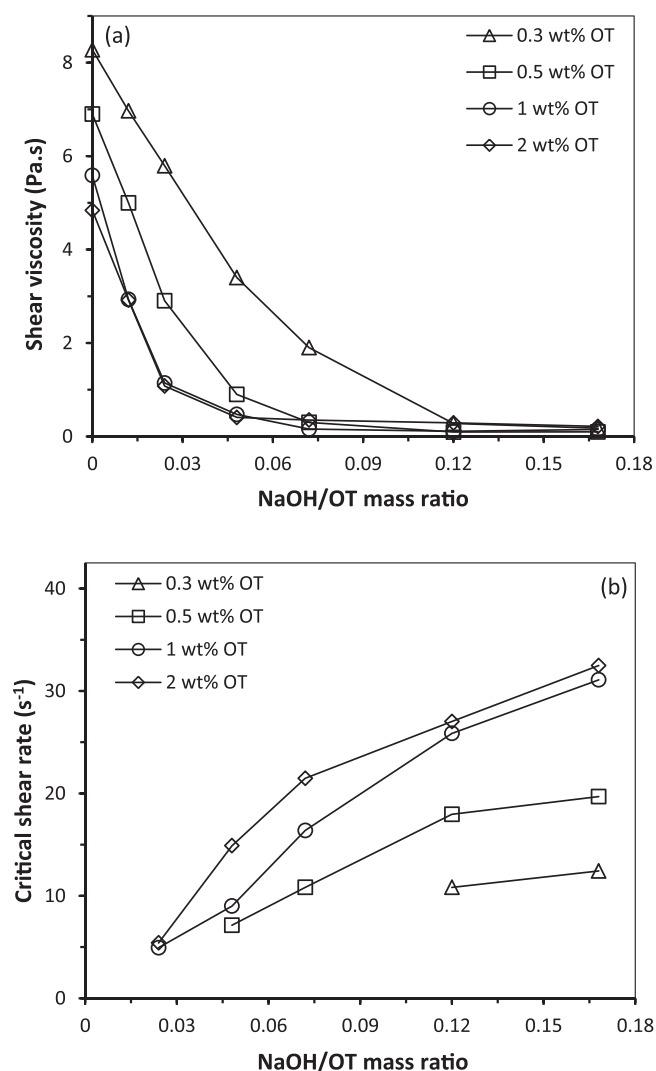 (a)
0.3 wt% OT
0.5 wt% OT
1 wt% OT
2 wt% OT
8
6
4
2
0
Shear viscosity (Pa.s)
0 0.03 0.06 0.09 0.12 0.15 0.18
NaOH/OT mass ratio
(b)
0.3 wt% OT
0.5 wt% OT
1 wt% OT
2 wt% OT
40
30
20
10
0
Critical shear rate (s⁻¹)
0 0.03 0.06 0.09 0.12 0.15 0.18
NaOH/OT mass ratio